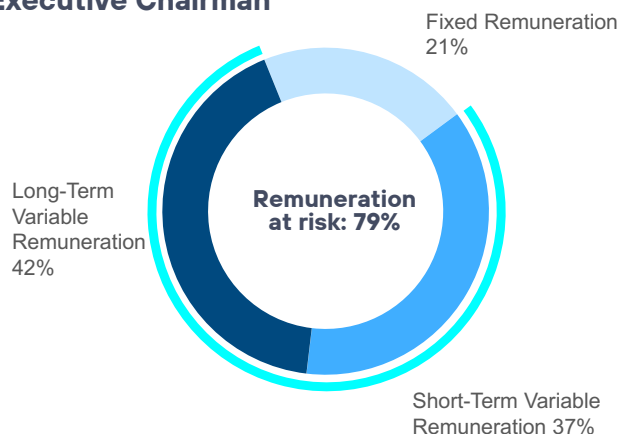 Executive Chairman
Fixed Remuneration
21%
Long-Term
Variable
Remuneration
42%
Remuneration
at risk: 79%
Short-Term Variable
Remuneration 37%